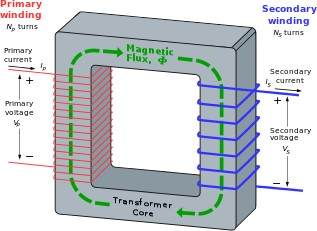 Primary
winding
NP turns
Primary
current
IP
+
Primary
voltage
VP
−
Magnetic
Flux, Φ
Transformer
Core
Secondary
winding
NS turns
IS
Secondary
current
+
Secondary
voltage
VS
−